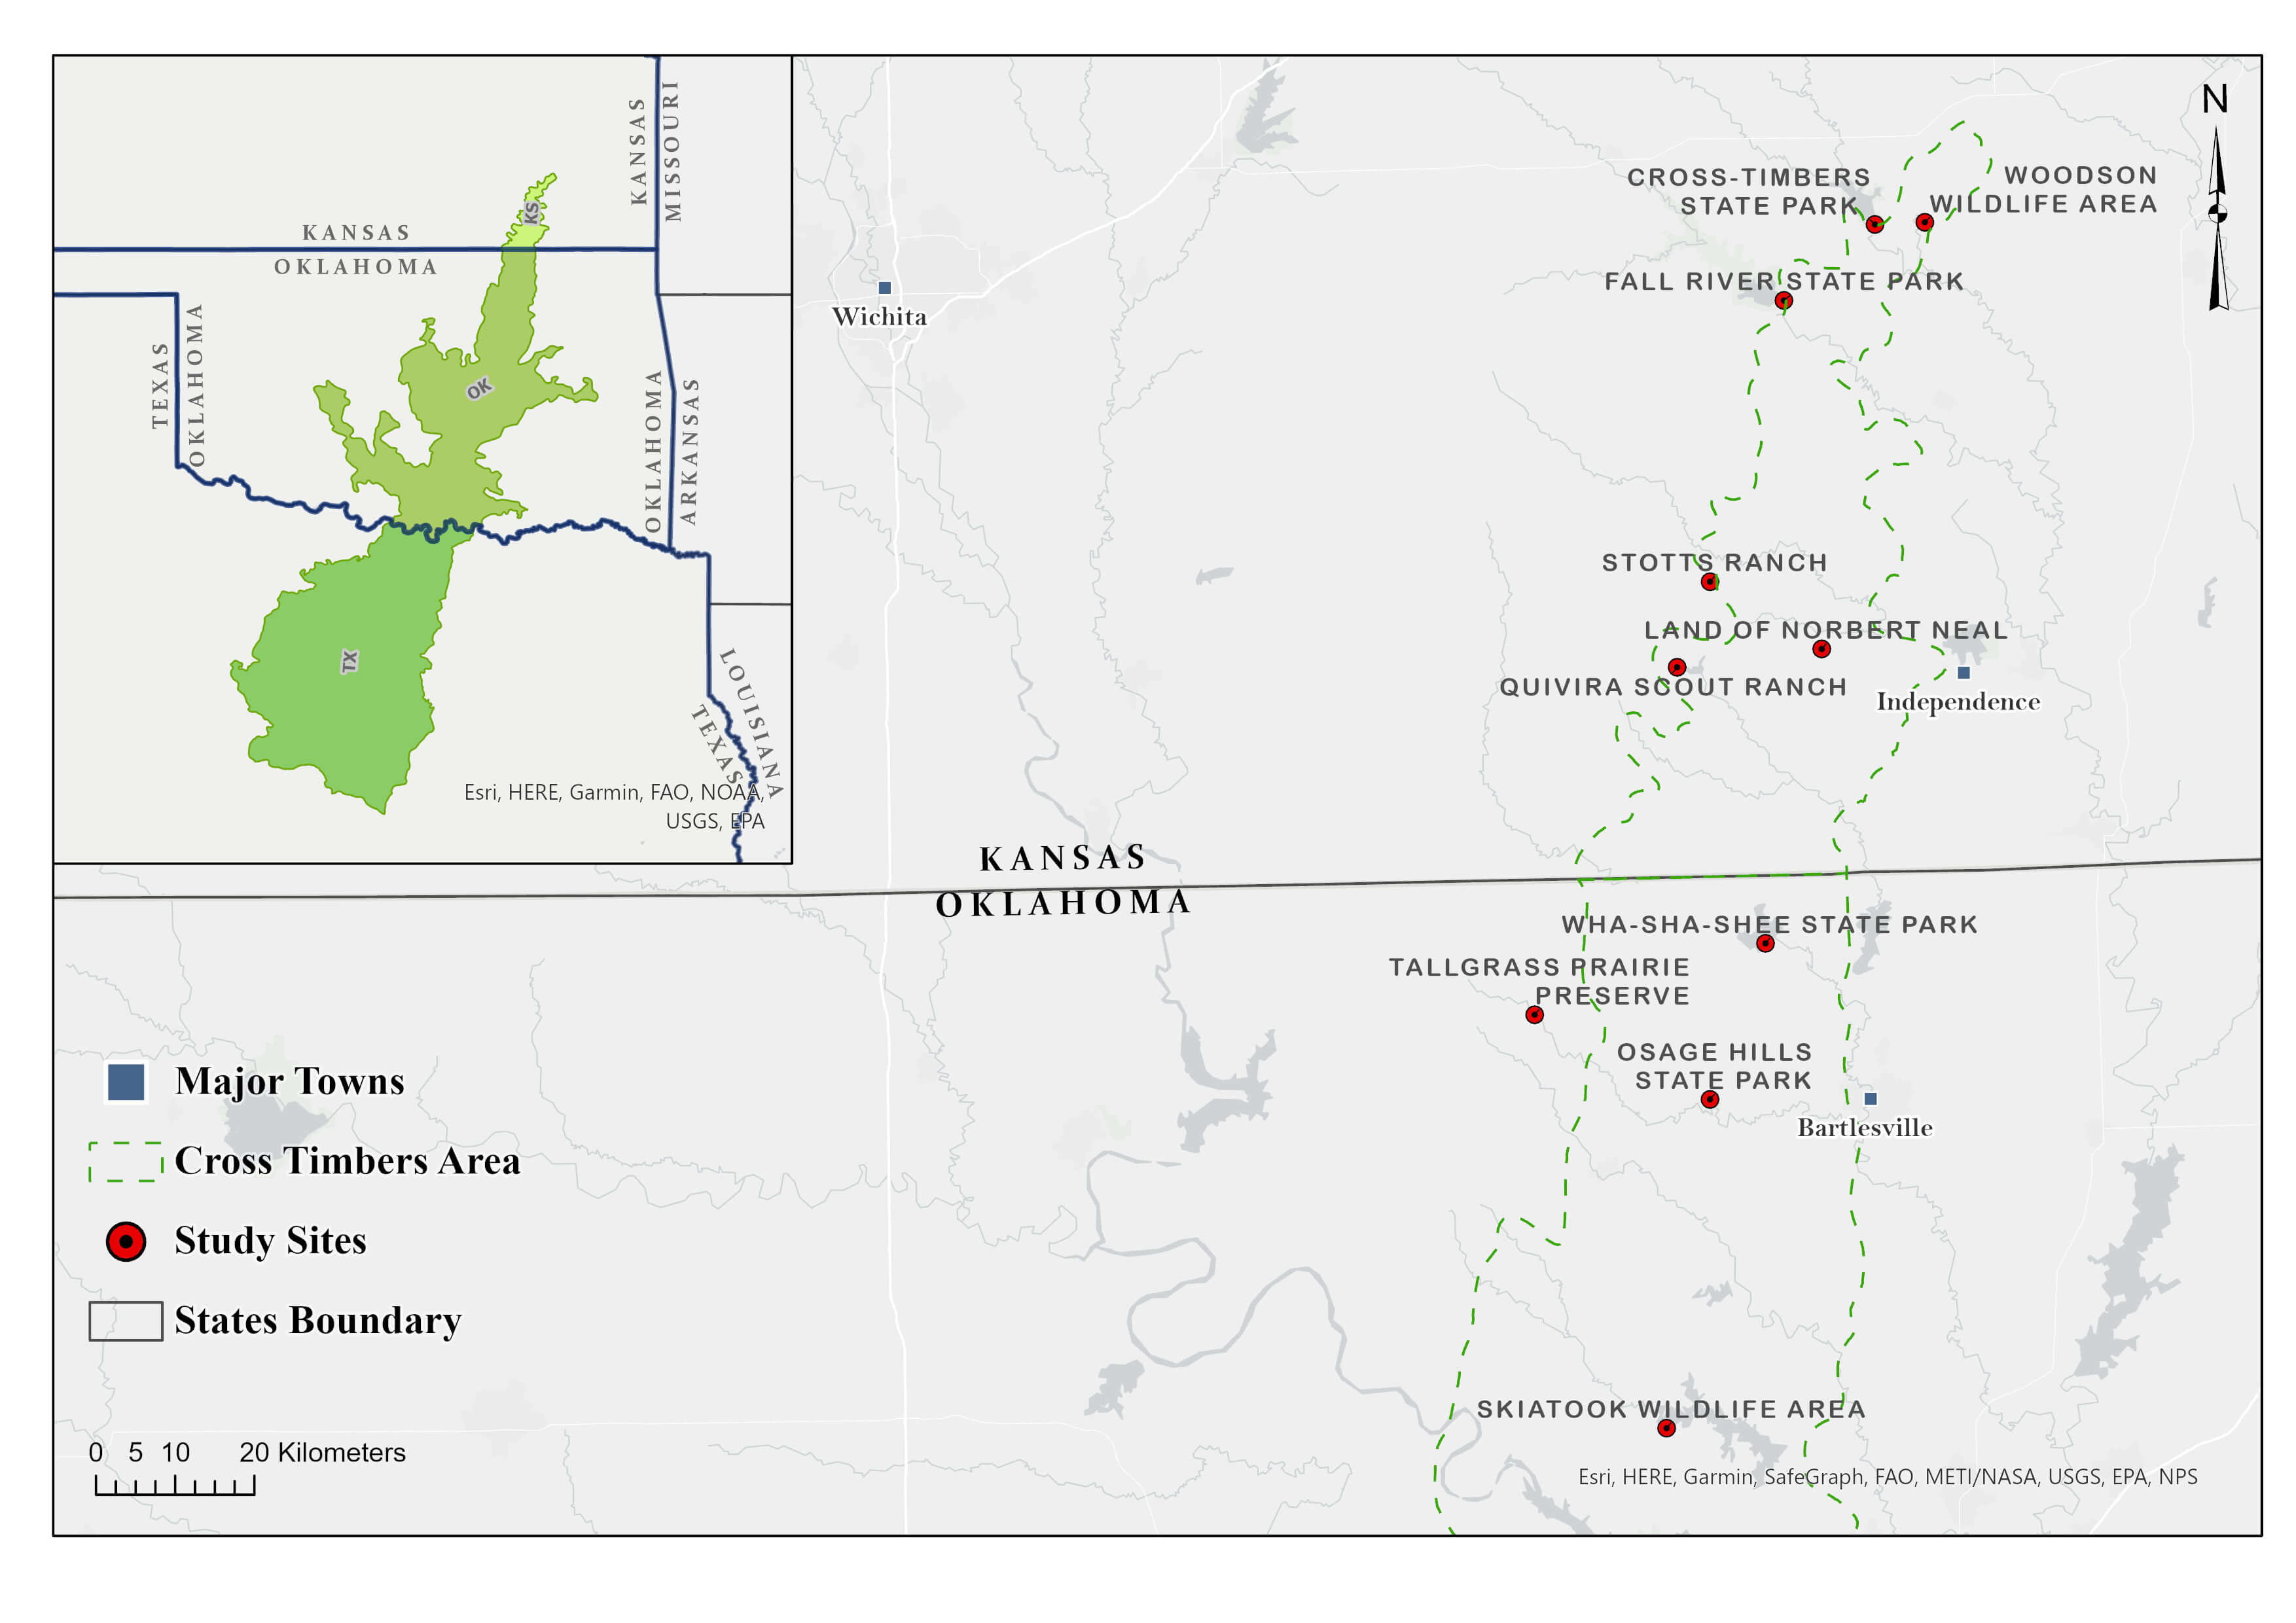 KANSAS
MISSOURI
KS
KANSAS
OKLAHOMA
TEXAS
OKLAHOMA
OK
OKLAHOMA
ARKANSAS
TX
LOUISIANA
TEXAS
Esri, HERE, Garmin, FAO, NOAA,
USGS, EPA
N
CROSS-TIMBERS
STATE PARK
WOODSON
WILDLIFE AREA
FALL RIVER STATE PARK
Wichita
STOTTS RANCH
LAND OF NORBERT NEAL
QUIVIRA SCOUT RANCH
Independence
KANSAS
OKLAHOMA
WHA-SHA-SHEE STATE PARK
TALLGRASS PRAIRIE
PRESERVE
OSAGE HILLS
STATE PARK
Bartlesville
SKIATOOK WILDLIFE AREA
Major Towns
Cross Timbers Area
Study Sites
States Boundary
0 5 10 20 Kilometers
Esri, HERE, Garmin, SafeGraph, FAO, METI/NASA, USGS, EPA, NPS